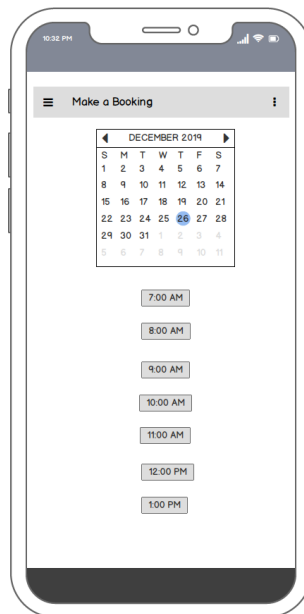 10:32 PM
Make a Booking
DECEMBER 2019
S M T W T F S
1 2 3 4 5 6 7
8 9 10 11 12 13 14
15 16 17 18 19 20 21
22 23 24 25 26 27 28
29 30 31 1 2 3 4
5 6 7 8 9 10 11
7:00 AM
8:00 AM
9:00 AM
10:00 AM
11:00 AM
12:00 PM
1:00 PM